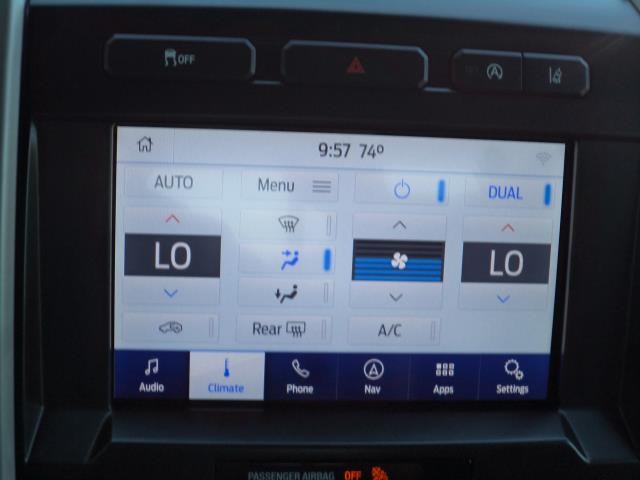 OFF
9:57 74°
AUTO Menu DUAL
LO LO
Rear A/C
Audio Climate Phone Nav Apps Settings
PASSENGER AIRBAG OFF